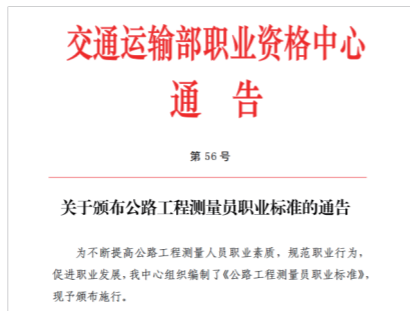 交通运输部职业资格中心
通 告
第 56 号
关于颁布公路工程测量员职业标准的通告
为不断提高公路工程测量人员职业素质，规范职业行为，
促进职业发展，我中心组织编制了《公路工程测量员职业标准》，
现予颁布施行。